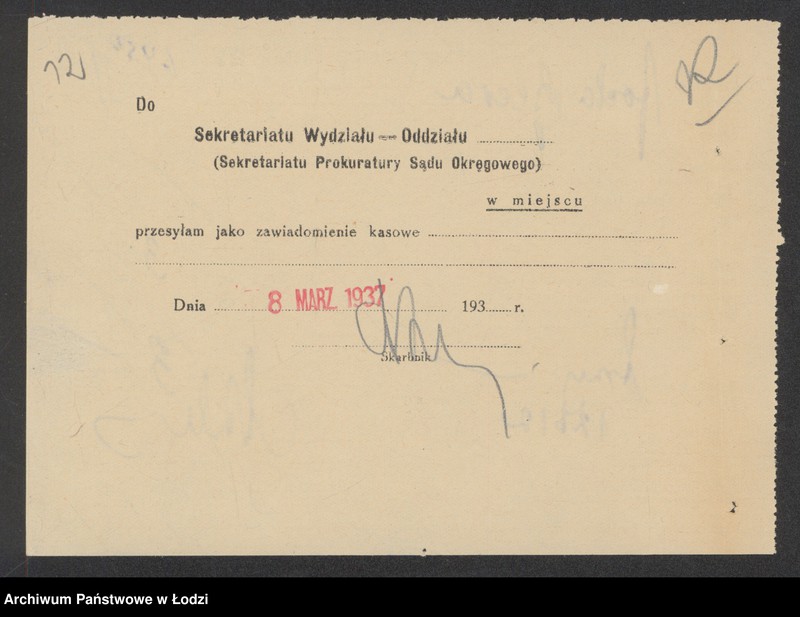 Do
Sekretariatu Wydziału — Oddziału ....................
(Sekretariatu Prokuratury Sądu Okręgowego)
w miejscu
przesyłam jako zawiadomienie kasowe ....................
Dnia .......... 8 MARZ. 1937 .......... 193....... r.
Skarbnik
Archiwum Państwowe w Łodzi